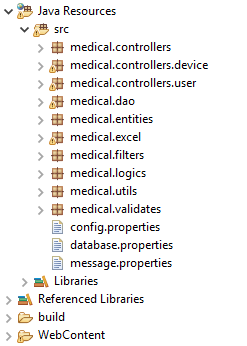 Java Resources
src
medical.controllers
medical.controllers.device
medical.controllers.user
medical.dao
medical.entities
medical.excel
medical.filters
medical.logics
medical.utils
medical.validates
config.properties
database.properties
message.properties
Libraries
Referenced Libraries
build
WebContent